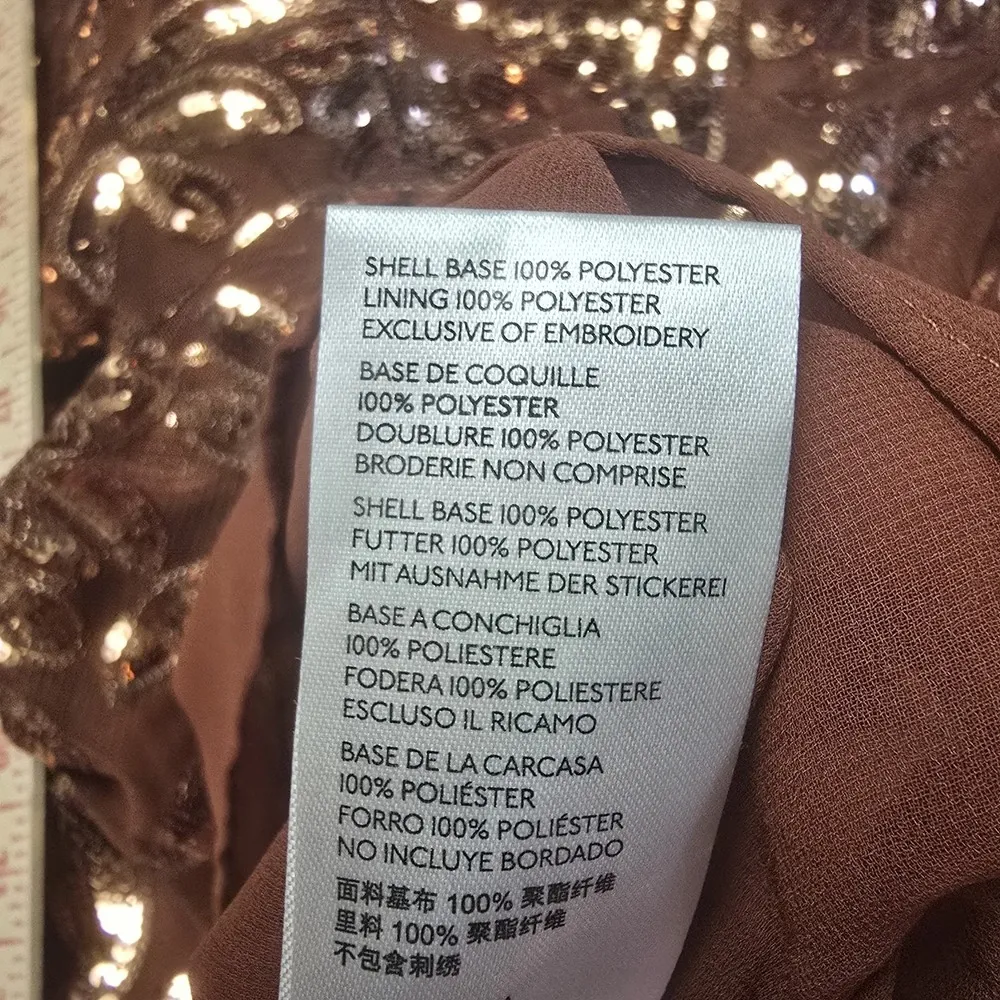 SHELL BASE 100% POLYESTER
LINING 100% POLYESTER
EXCLUSIVE OF EMBROIDERY
BASE DE COQUILLE
100% POLYESTER
DOUBLURE 100% POLYESTER
BRODERIE NON COMPRISE
SHELL BASE 100% POLYESTER
FUTTER 100% POLYESTER
MIT AUSNAHME DER STICKEREI
BASE A CONCHIGLIA
100% POLIESTERE
FODERA 100% POLIESTERE
ESCLUSO IL RICAMO
BASE DE LA CARCASA
100% POLIÉSTER
FORRO 100% POLIÉSTER
NO INCLUYE BORDADO
面料基布 100% 聚酯纤维
里料 100% 聚酯纤维
不包含刺绣